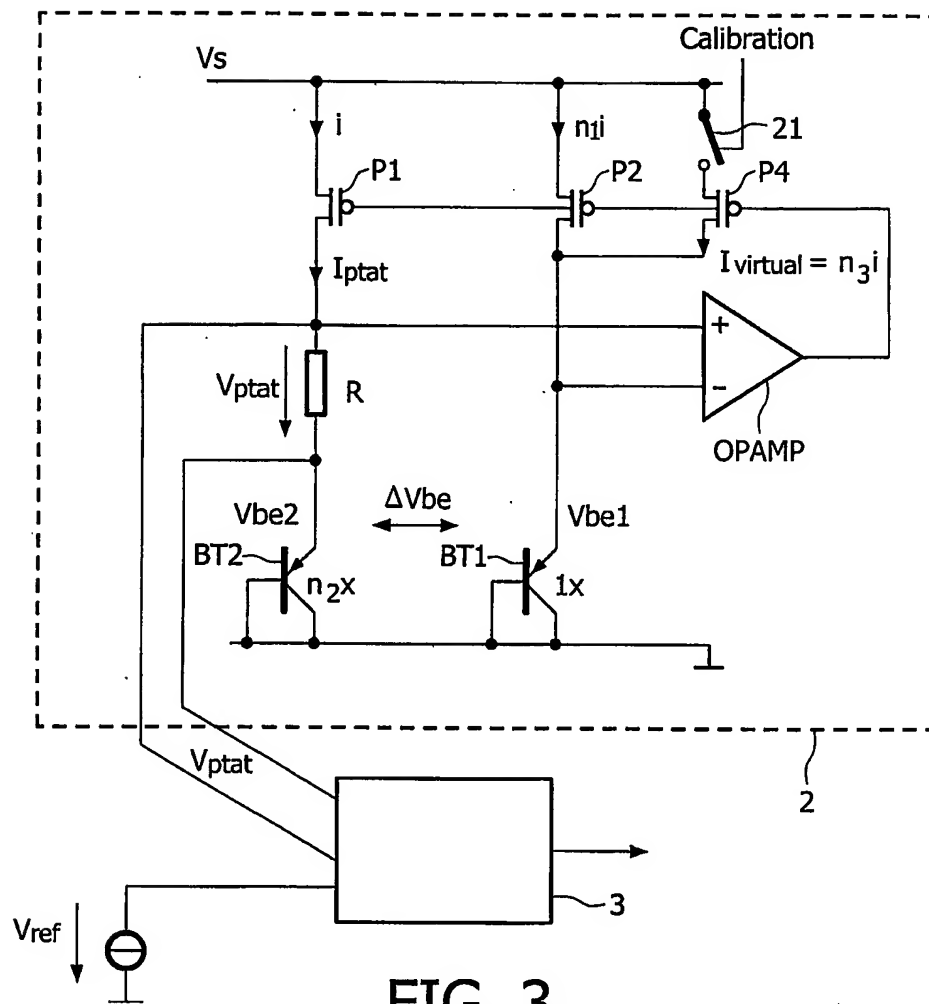 Calibration
Vs
21
i
n1i
P1
P2
P4
Iptat
Ivirtual = n3i
+
Vptat
R
-
OPAMP
ΔVbe
Vbe2
Vbe1
BT2
BT1
n2x
1x
Vptat
2
3
Vref
FIG. 3